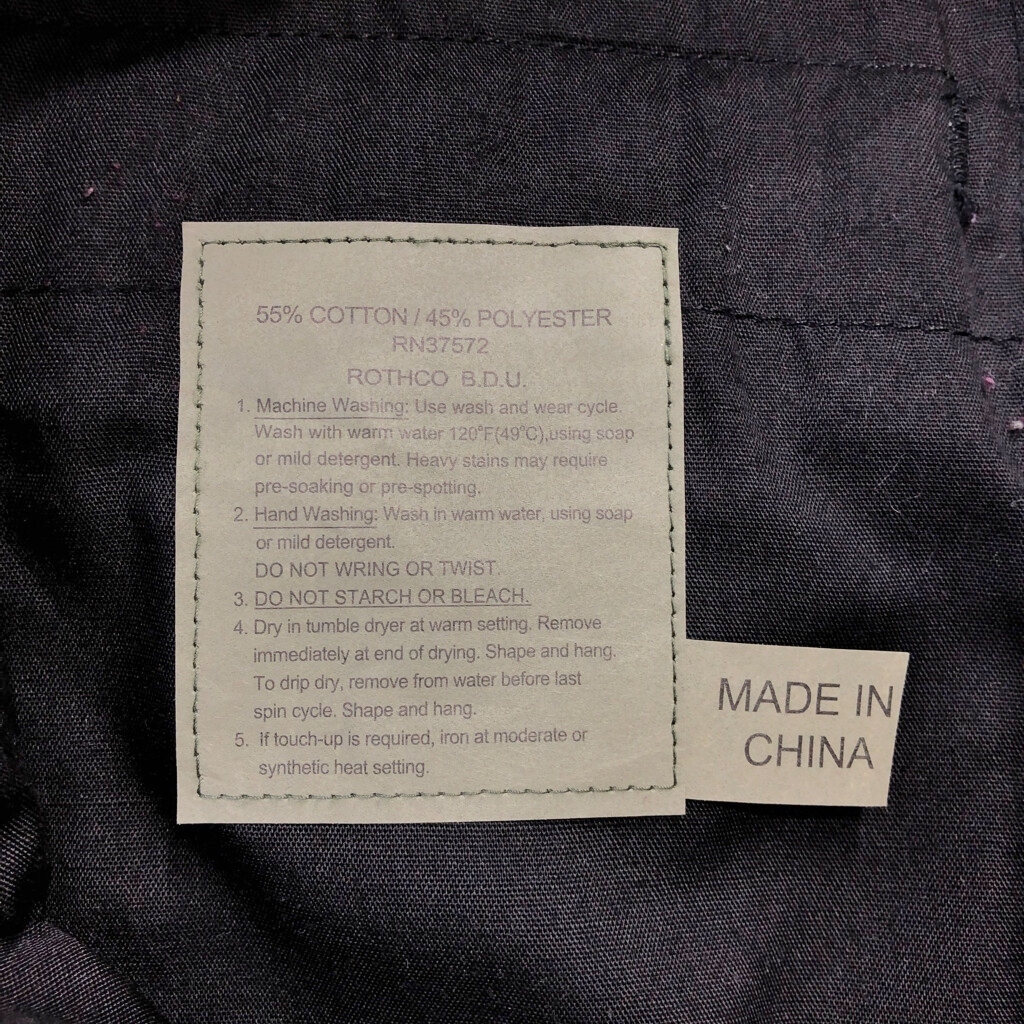 55% COTTON / 45% POLYESTER
RN37572
ROTHCO B.D.U.
1. Machine Washing: Use wash and wear cycle.
Wash with warm water 120°F(49°C),using soap
or mild detergent. Heavy stains may require
pre-soaking or pre-spotting.
2. Hand Washing: Wash in warm water, using soap
or mild detergent.
DO NOT WRING OR TWIST.
3. DO NOT STARCH OR BLEACH.
4. Dry in tumble dryer at warm setting. Remove
immediately at end of drying. Shape and hang.
To drip dry, remove from water before last
spin cycle. Shape and hang.
5. If touch-up is required, iron at moderate or
synthetic heat setting.
MADE IN
CHINA